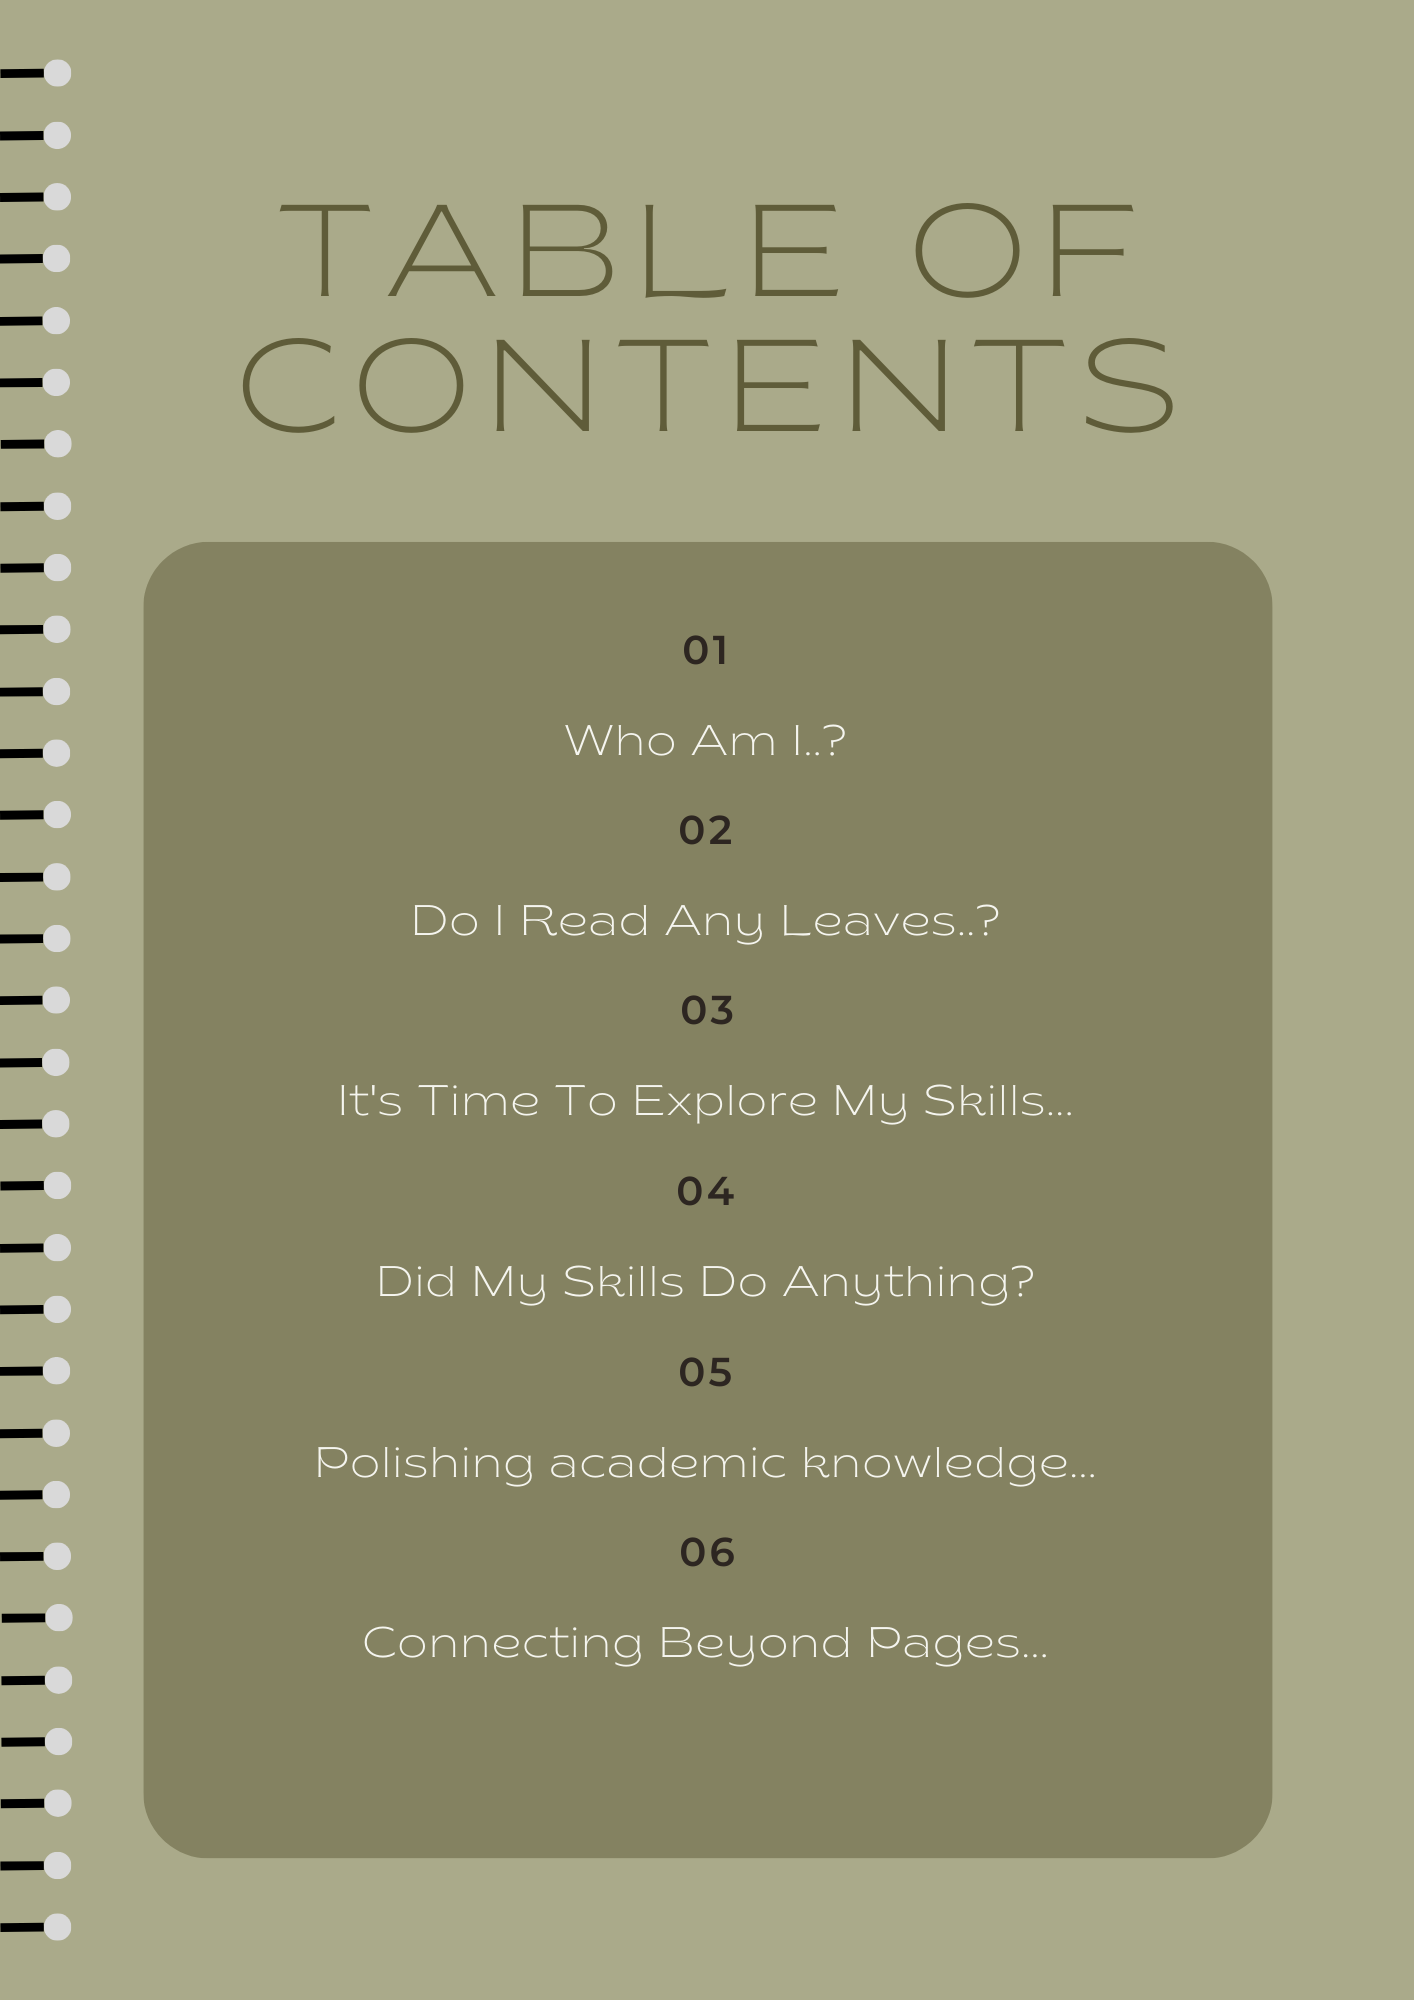 TABLE OF
CONTENTS
01
Who Am I..?
02
Do I Read Any Leaves..?
03
It's Time To Explore My Skills...
04
Did My Skills Do Anything?
05
Polishing academic knowledge...
06
Connecting Beyond Pages...